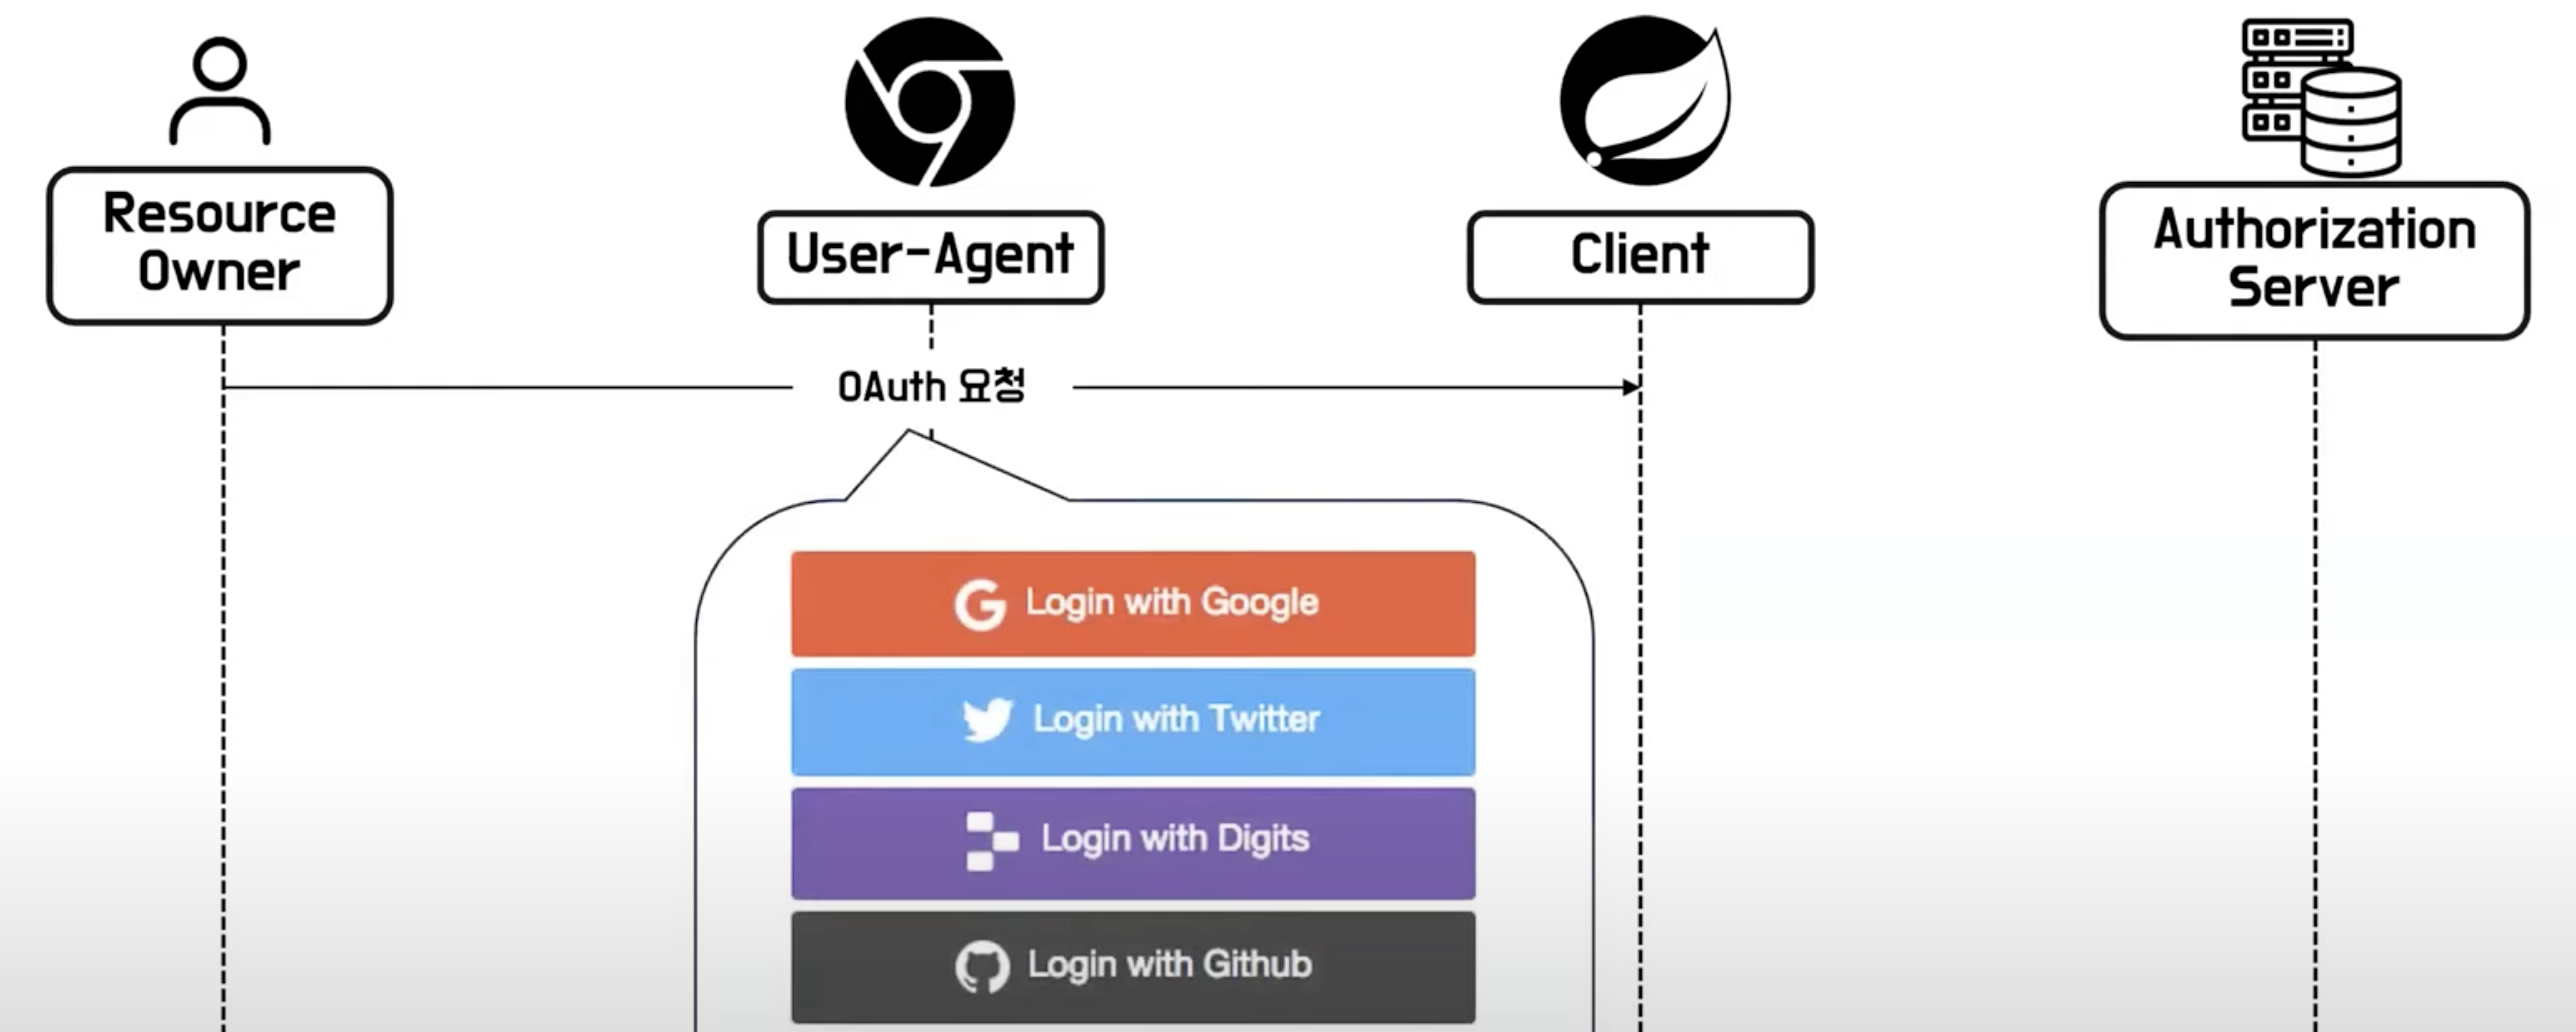 Resource
Owner
User-Agent
Client
Authorization
Server
OAuth 요청
Login with Google
Login with Twitter
Login with Digits
Login with Github